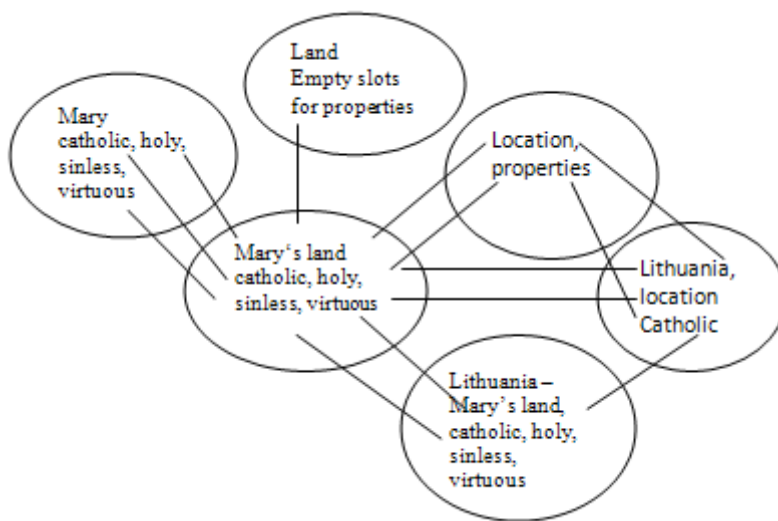 Land
Empty slots
for properties
Mary
catholic, holy,
sinless,
virtuous
Location,
properties
Mary‘s land
catholic, holy,
sinless, virtuous
Lithuania,
location
Catholic
Lithuania –
Mary’s land,
catholic, holy,
sinless,
virtuous